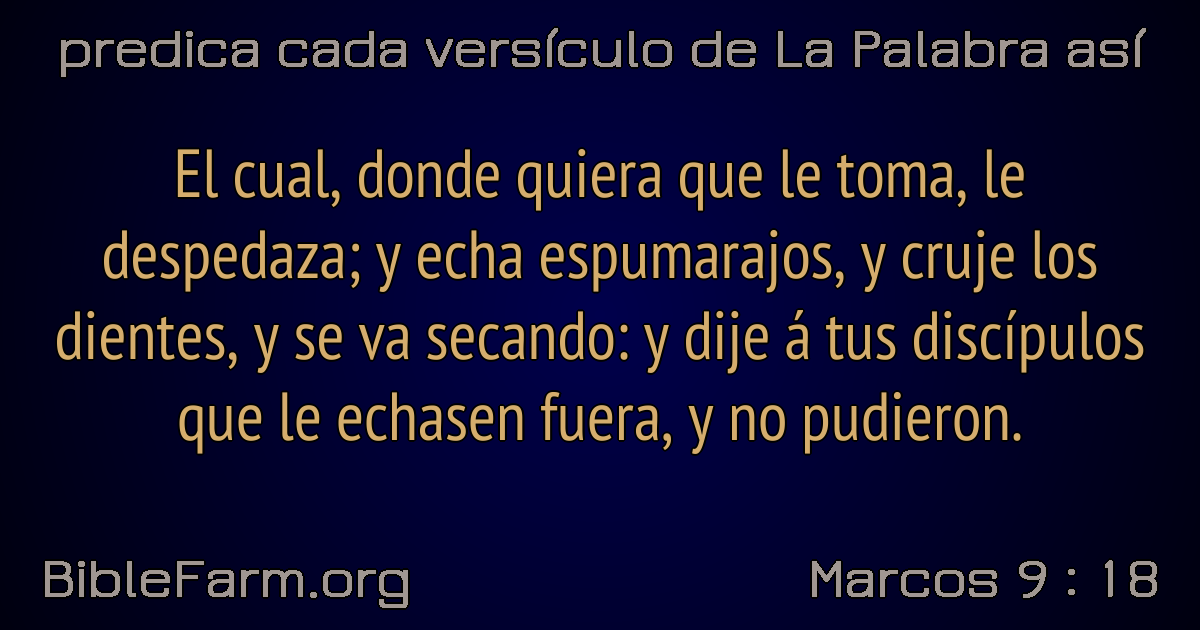 predica cada versículo de La Palabra así
El cual, donde quiera que le toma, le
despedaza; y echa espumarajos, y cruje los
dientes, y se va secando: y dije á tus discípulos
que le echasen fuera, y no pudieron.
BibleFarm.org
Marcos 9 : 18